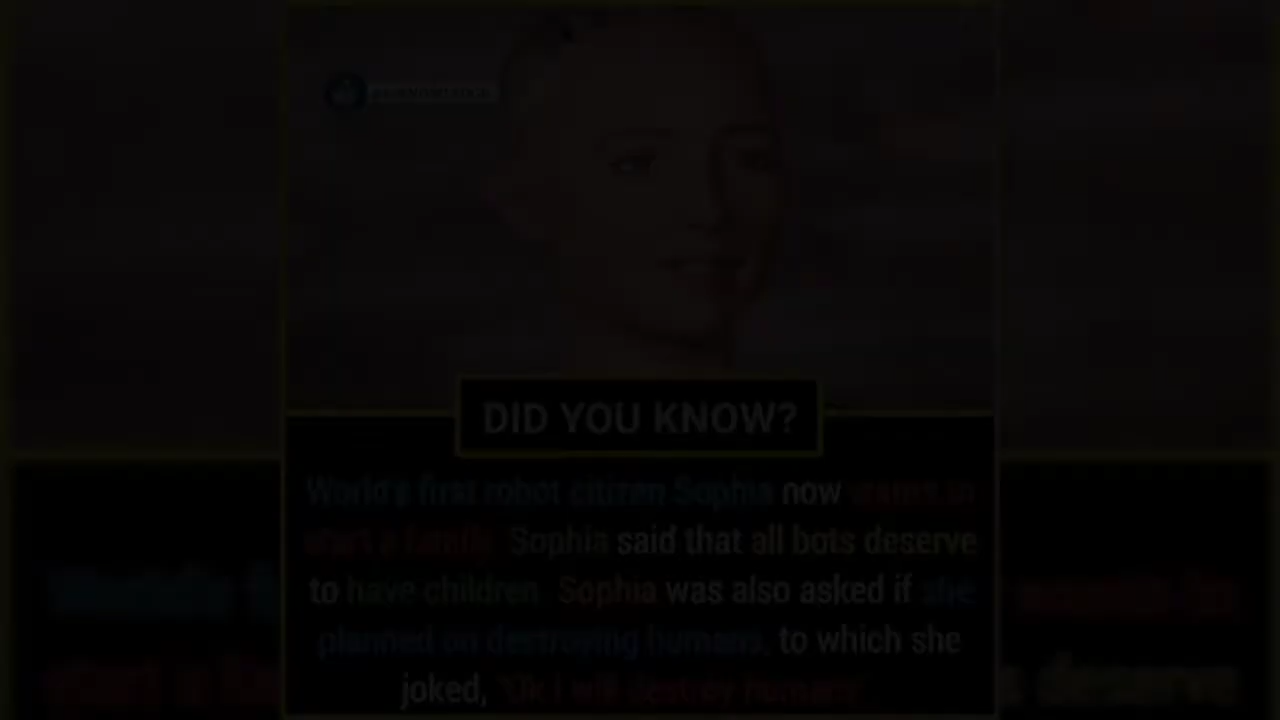 DID YOU KNOW?
World's first robot citizen Sophia now wants to
start a family. Sophia said that all bots deserve
to have children. Sophia was also asked if she
planned on destroying humans, to which she
joked, "Ok I will destroy humans"
s deserve